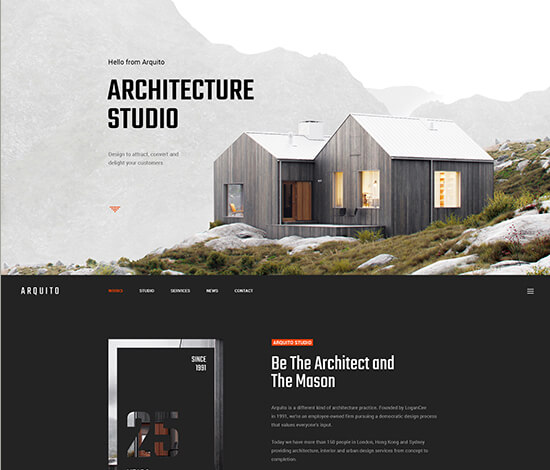 Hello from Arquito
ARCHITECTURE
STUDIO
Design to attract, convert and
delight your customers.
ARQUITO
WORKS
STUDIO
SERVICES
NEWS
CONTACT
SINCE
1991
25
ARQUITO STUDIO
Be The Architect and
The Mason
Arquito is a different kind of architecture practice. Founded by LoganCee
in 1991, we're an employee-owned firm pursuing a democratic design process
that values everyone's input.
Today we have more than 150 people in London, Hong Kong and Sydney
providing architecture, interior and urban design services from concept to
completion.